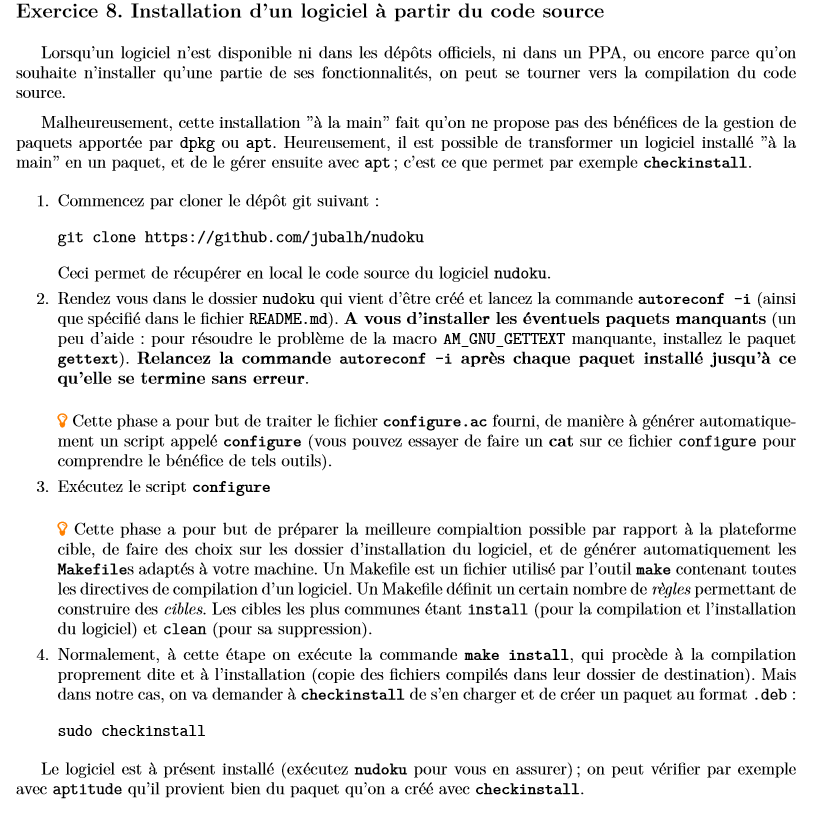 Exercice 8. Installation d'un logiciel à partir du code source
Lorsqu'un logiciel n'est disponible ni dans les dépôts officiels, ni dans un PPA, ou encore parce qu'on
souhaite n'installer qu'une partie de ses fonctionnalités, on peut se tourner vers la compilation du code
source.
Malheureusement, cette installation "à la main" fait qu'on ne propose pas des bénéfices de la gestion de
paquets apportée par dpkg ou apt. Heureusement, il est possible de transformer un logiciel installé "à la
main" en un paquet, et de le gérer ensuite avec apt ; c'est ce que permet par exemple checkinstall.
1. Commencez par cloner le dépôt git suivant :
git clone https://github.com/jubalh/nudoku
Ceci permet de récupérer en local le code source du logiciel nudoku.
2. Rendez vous dans le dossier nudoku qui vient d'être créé et lancez la commande autoreconf -i (ainsi
que spécifié dans le fichier README.md). A vous d'installer les éventuels paquets manquants (un
peu d'aide : pour résoudre le problème de la macro AM_GNU_GETTEXT manquante, installez le paquet
gettext). Relancez la commande autoreconf -i après chaque paquet installé jusqu'à ce
qu'elle se termine sans erreur.
Cette phase a pour but de traiter le fichier configure.ac fourni, de manière à générer automatique-
ment un script appelé configure (vous pouvez essayer de faire un cat sur ce fichier configure pour
comprendre le bénéfice de tels outils).
3. Exécutez le script configure
Cette phase a pour but de préparer la meilleure compialtion possible par rapport à la plateforme
cible, de faire des choix sur les dossier d'installation du logiciel, et de générer automatiquement les
Makefiles adaptés à votre machine. Un Makefile est un fichier utilisé par l'outil make contenant toutes
les directives de compilation d'un logiciel. Un Makefile définit un certain nombre de règles permettant de
construire des cibles. Les cibles les plus communes étant install (pour la compilation et l'installation
du logiciel) et clean (pour sa suppression).
4. Normalement, à cette étape on exécute la commande make install, qui procède à la compilation
proprement dite et à l'installation (copie des fichiers compilés dans leur dossier de destination). Mais
dans notre cas, on va demander à checkinstall de s'en charger et de créer un paquet au format .deb :
sudo checkinstall
Le logiciel est à présent installé (exécutez nudoku pour vous en assurer) ; on peut vérifier par exemple
avec aptitude qu'il provient bien du paquet qu'on a créé avec checkinstall.